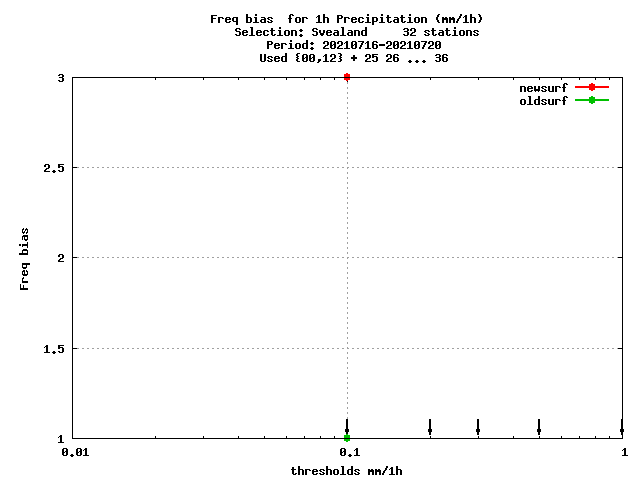 Freq bias  for 1h Precipitation (mm/1h)
Selection: Svealand     32 stations
Period: 20210716-20210720
Used {00,12} + 25 26 ... 36
newsurf
oldsurf
3
2.5
2
1.5
1
Freq bias
0.01 0.1 1
thresholds mm/1h